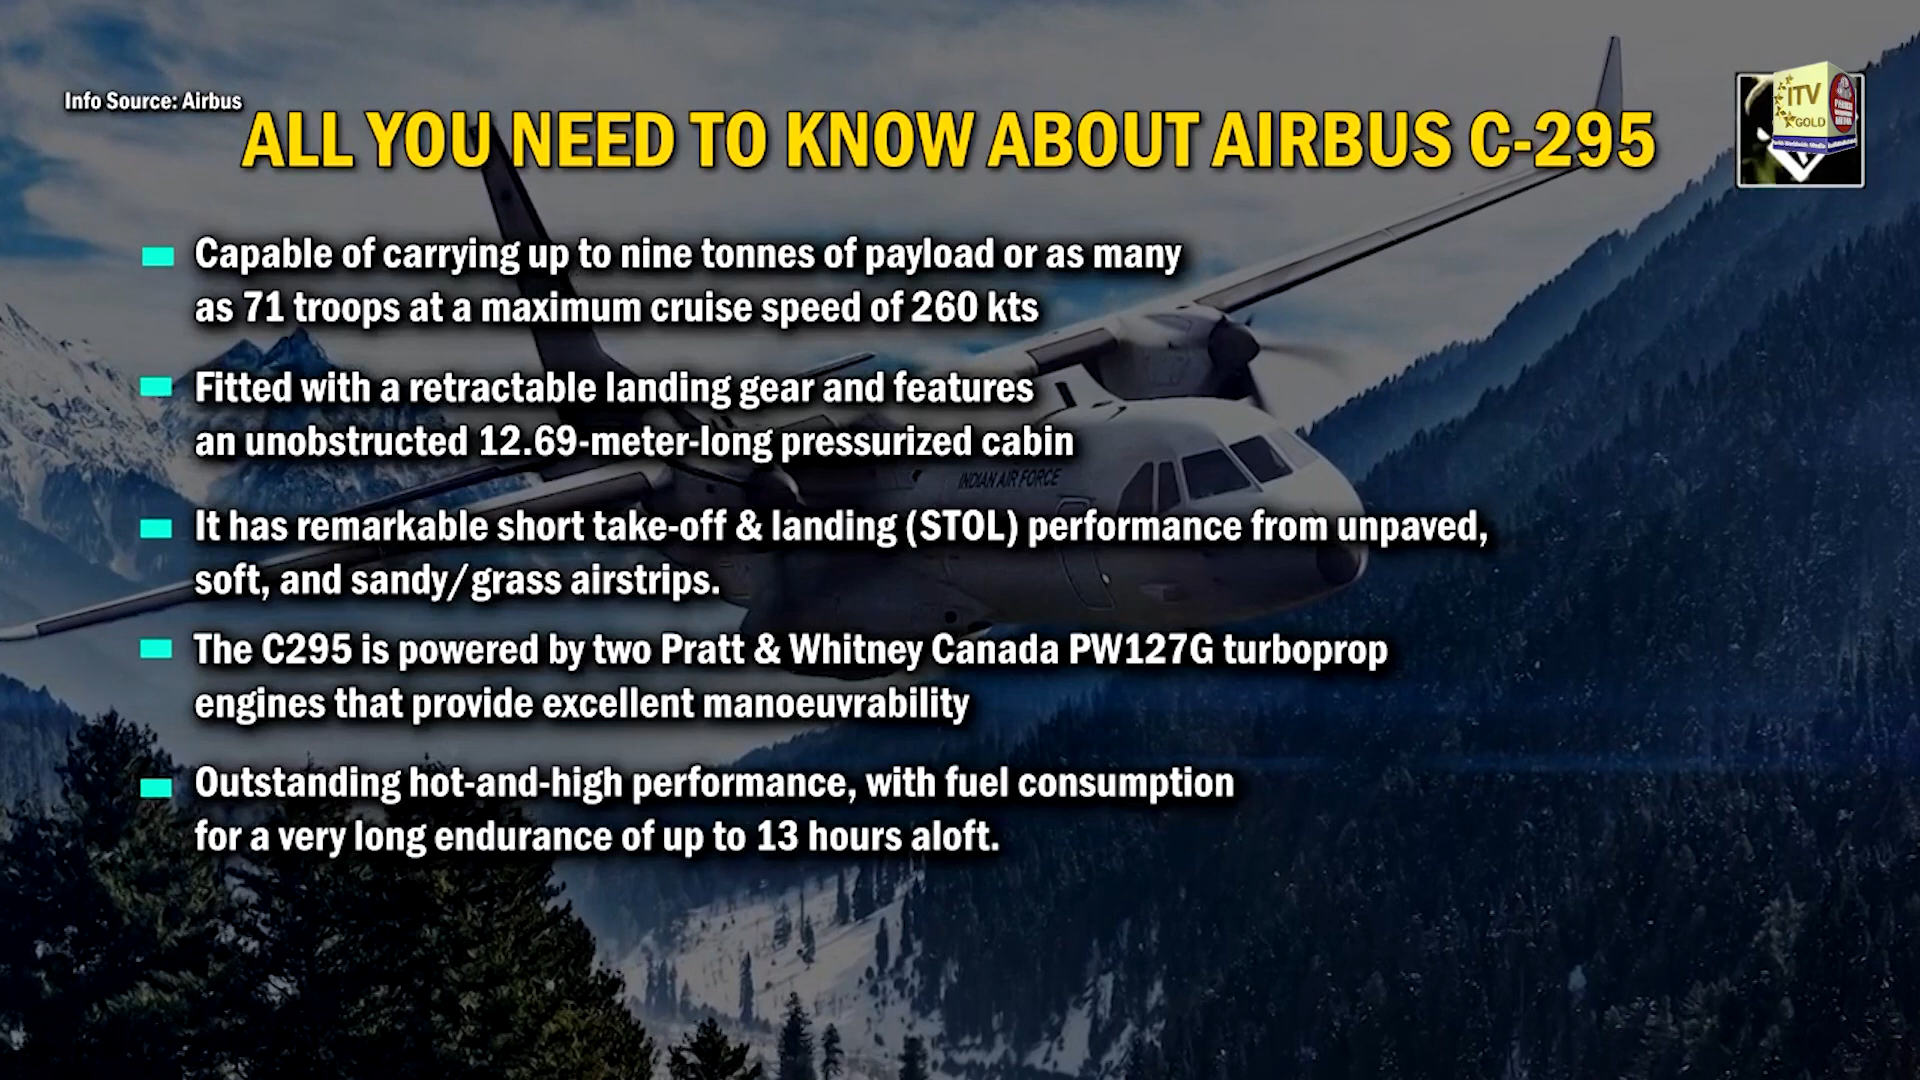 Info Source: Airbus
ALL YOU NEED TO KNOW ABOUT AIRBUS C-295
iTV
GOLD
Capable of carrying up to nine tonnes of payload or as many
as 71 troops at a maximum cruise speed of 260 kts
Fitted with a retractable landing gear and features
an unobstructed 12.69-meter-long pressurized cabin
INDIAN AIR FORCE
It has remarkable short take-off & landing (STOL) performance from unpaved,
soft, and sandy/grass airstrips.
The C295 is powered by two Pratt & Whitney Canada PW127G turboprop
engines that provide excellent manoeuvrability
Outstanding hot-and-high performance, with fuel consumption
for a very long endurance of up to 13 hours aloft.